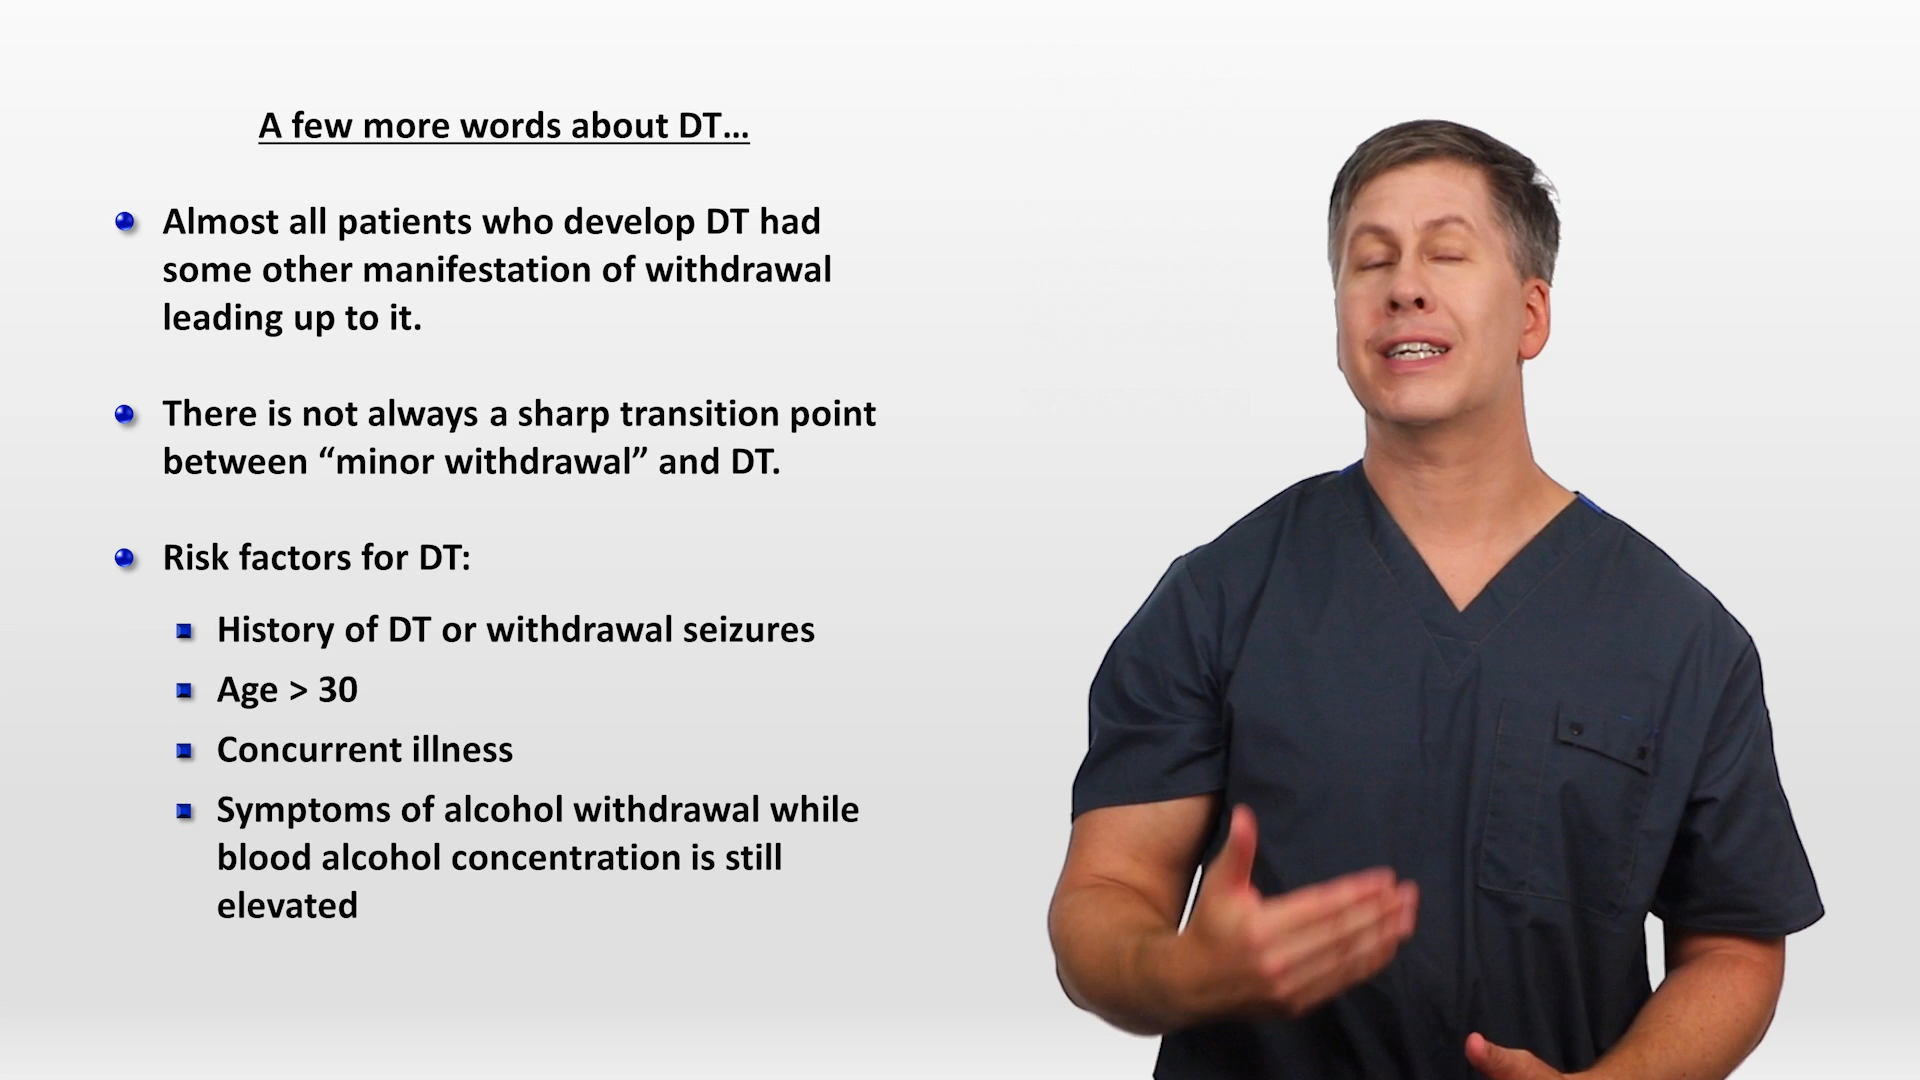 A few more words about DT…
Almost all patients who develop DT had
some other manifestation of withdrawal
leading up to it.
There is not always a sharp transition point
between “minor withdrawal” and DT.
Risk factors for DT:
History of DT or withdrawal seizures
Age > 30
Concurrent illness
Symptoms of alcohol withdrawal while
blood alcohol concentration is still
elevated